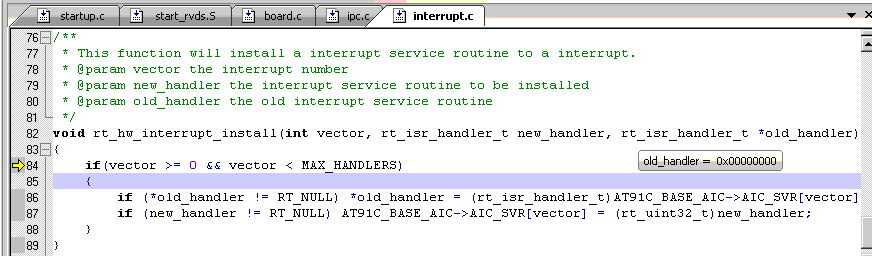 startup.c start_rvds.S board.c ipc.c interrupt.c
76 /**
77  * This function will install a interrupt service routine to a interrupt.
78  * @param vector the interrupt number
79  * @param new_handler the interrupt service routine to be installed
80  * @param old_handler the old interrupt service routine
81  */
82 void rt_hw_interrupt_install(int vector, rt_isr_handler_t new_handler, rt_isr_handler_t *old_handler)
83 {
old_handler = 0x00000000
84     if(vector >= 0 && vector < MAX_HANDLERS)
85     {
86         if (*old_handler != RT_NULL) *old_handler = (rt_isr_handler_t)AT91C_BASE_AIC->AIC_SVR[vector]
87         if (new_handler != RT_NULL) AT91C_BASE_AIC->AIC_SVR[vector] = (rt_uint32_t)new_handler;
88     }
89 }